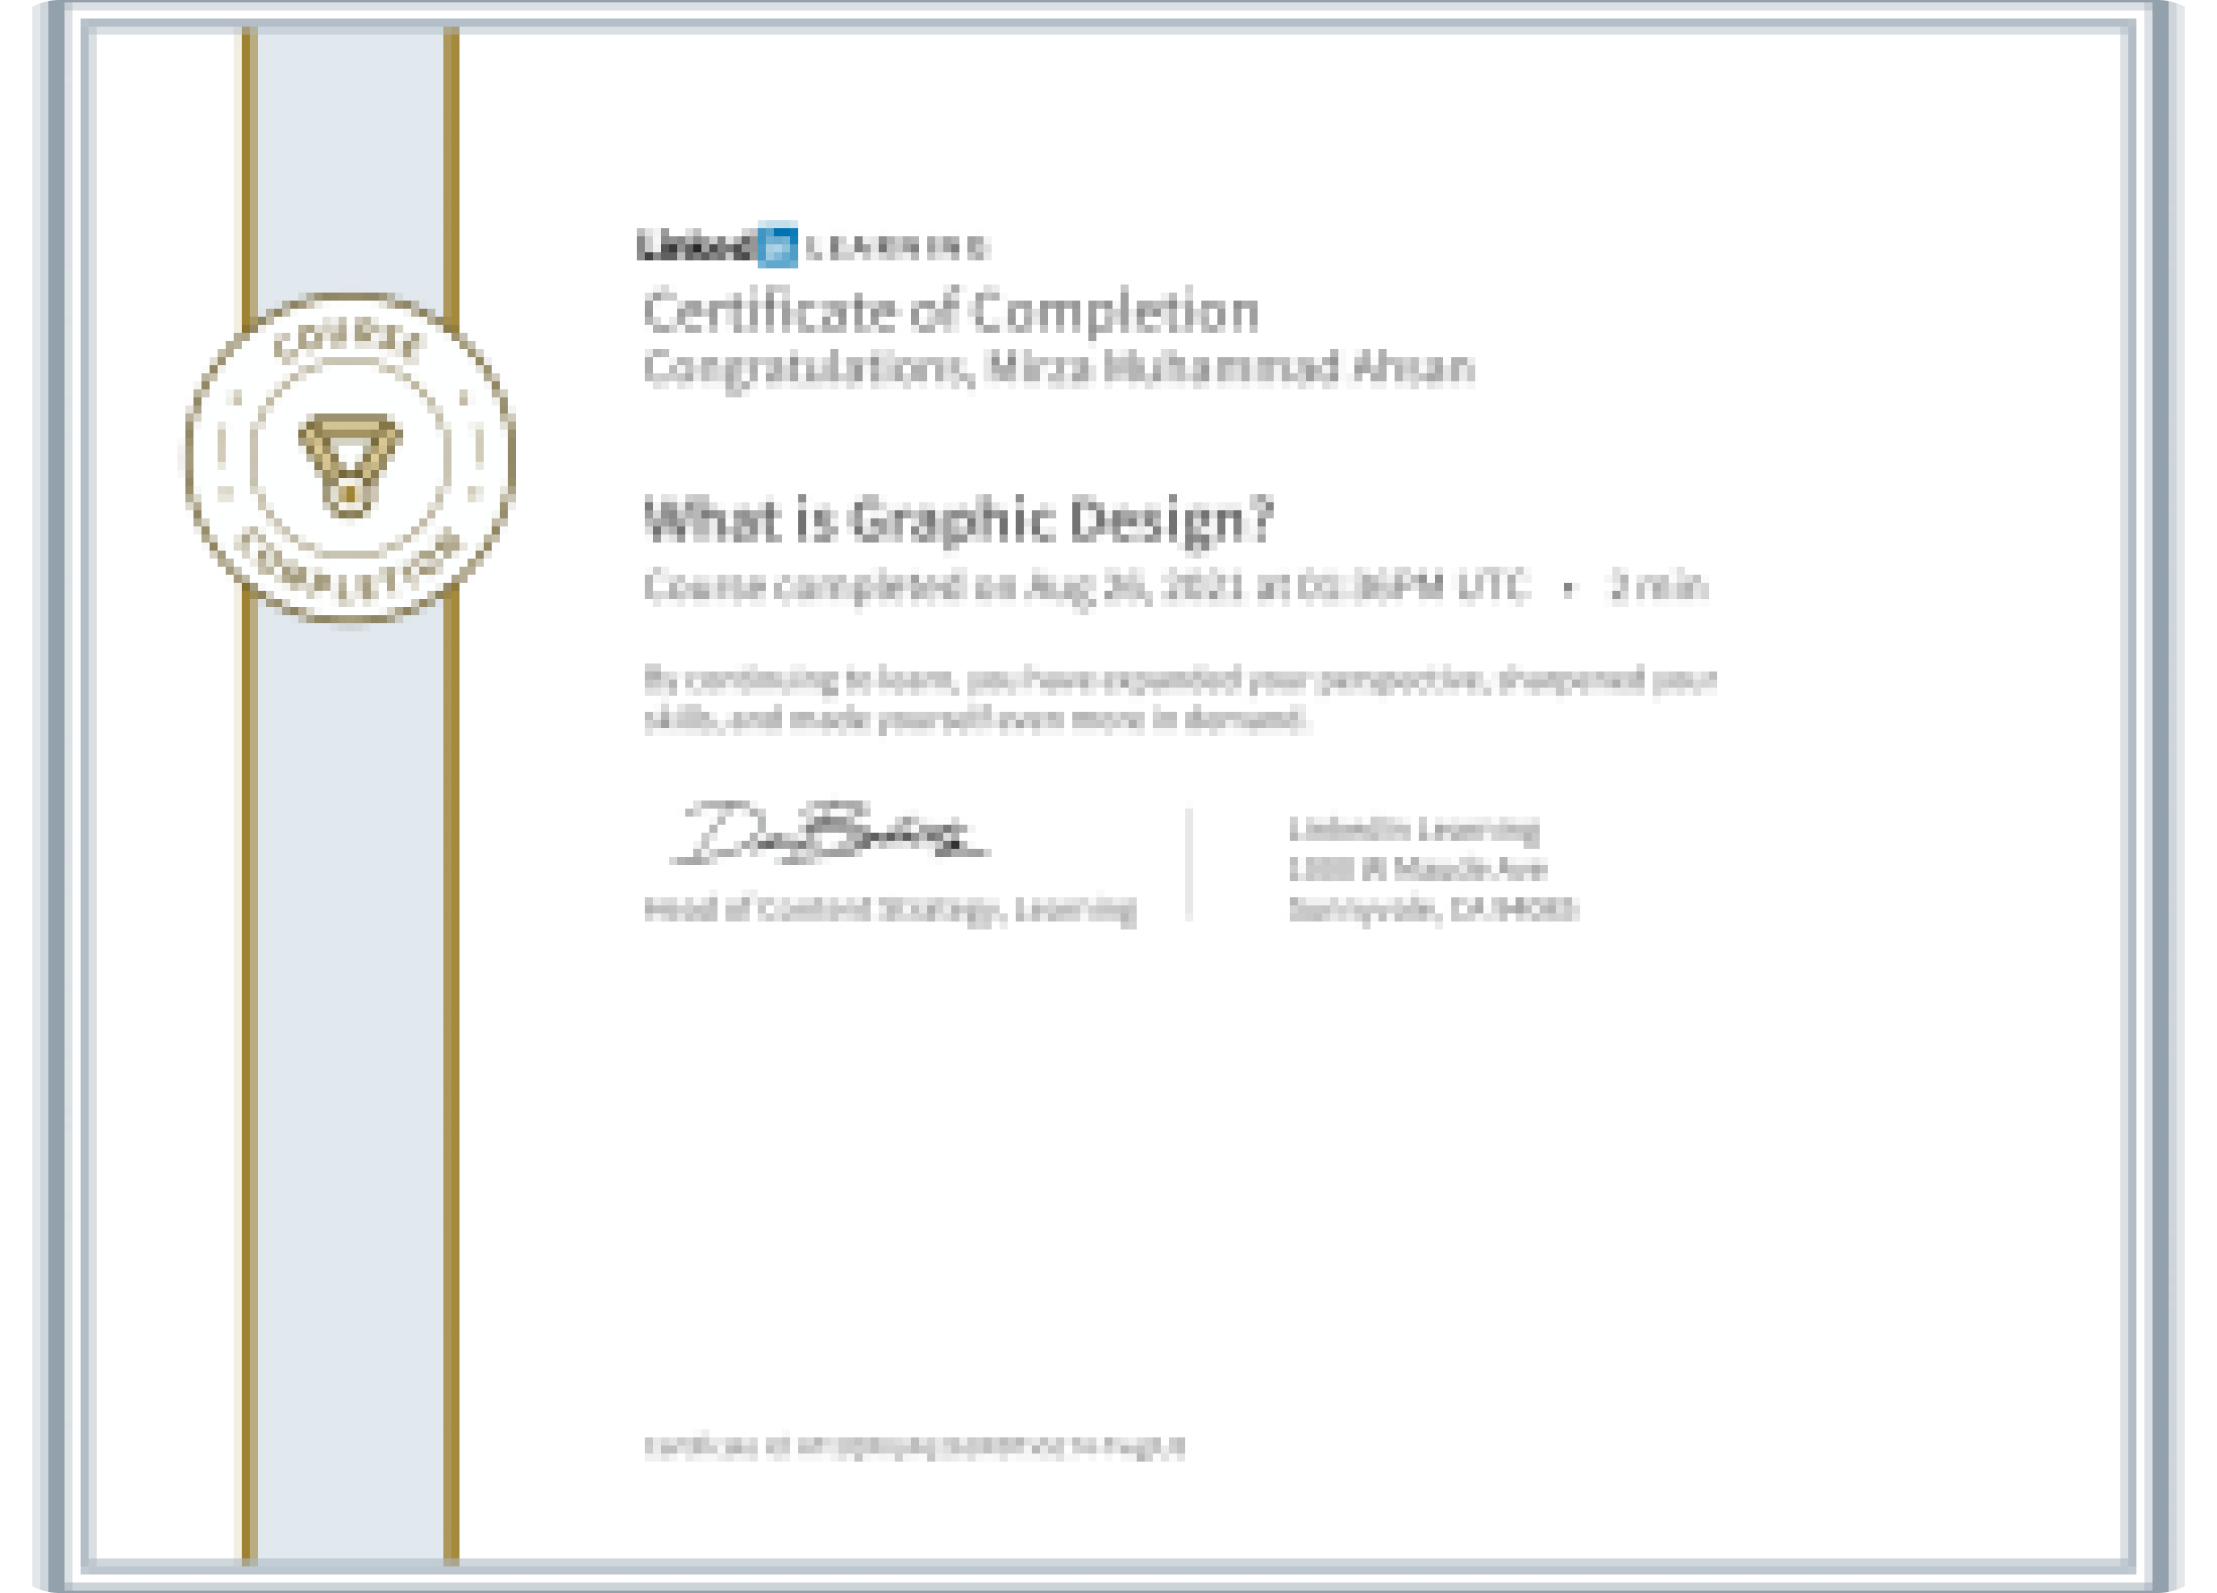 COURSE
COMPLETION
Linkedin LEARNING
Certificate of Completion
Congratulations, Mirza Muhammad Ahsan
What is Graphic Design?
Course completed on Aug 26, 2021 at 01:36PM UTC • 2 min
By continuing to learn, you have expanded your perspective, sharpened your
skills, and made yourself even more in demand.
Head of Content Strategy, Learning
LinkedIn Learning
1000 W Maude Ave
Sunnyvale, CA 94085
Certificate Id: